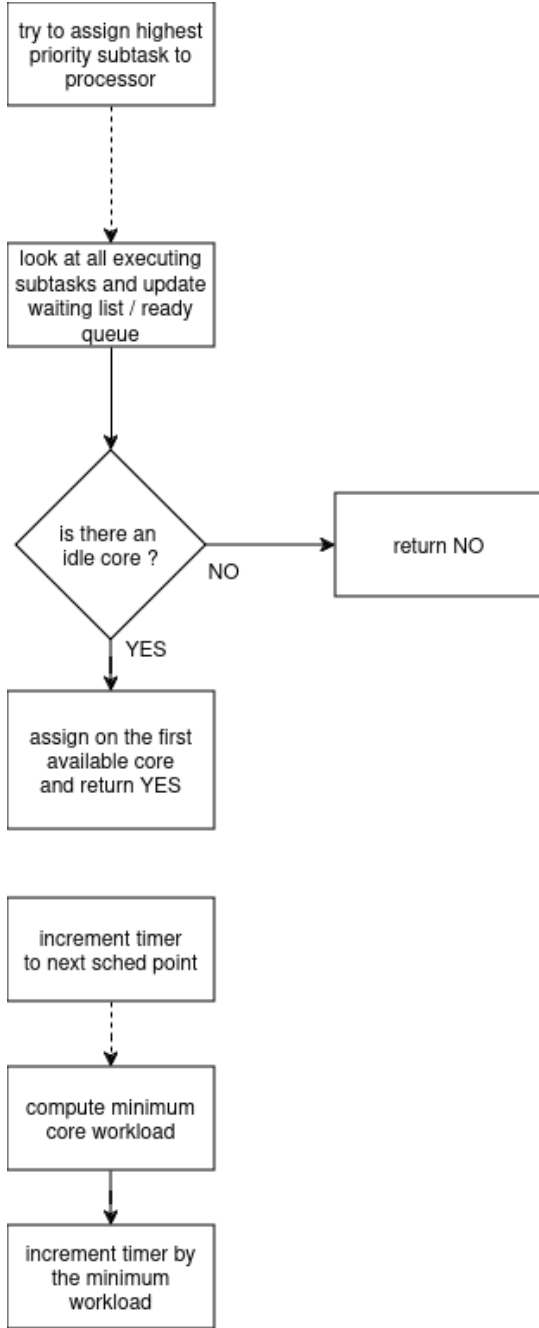 try to assign highest
priority subtask to
processor
look at all executing
subtasks and update
waiting list / ready
queue
is there an
idle core ?
NO
return NO
YES
assign on the first
available core
and return YES
increment timer
to next sched point
compute minimum
core workload
increment timer by
the minimum
workload